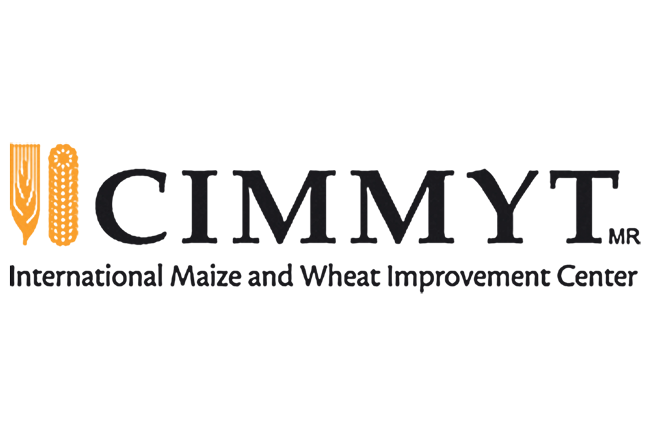 CIMMYT MR
International Maize and Wheat Improvement Center